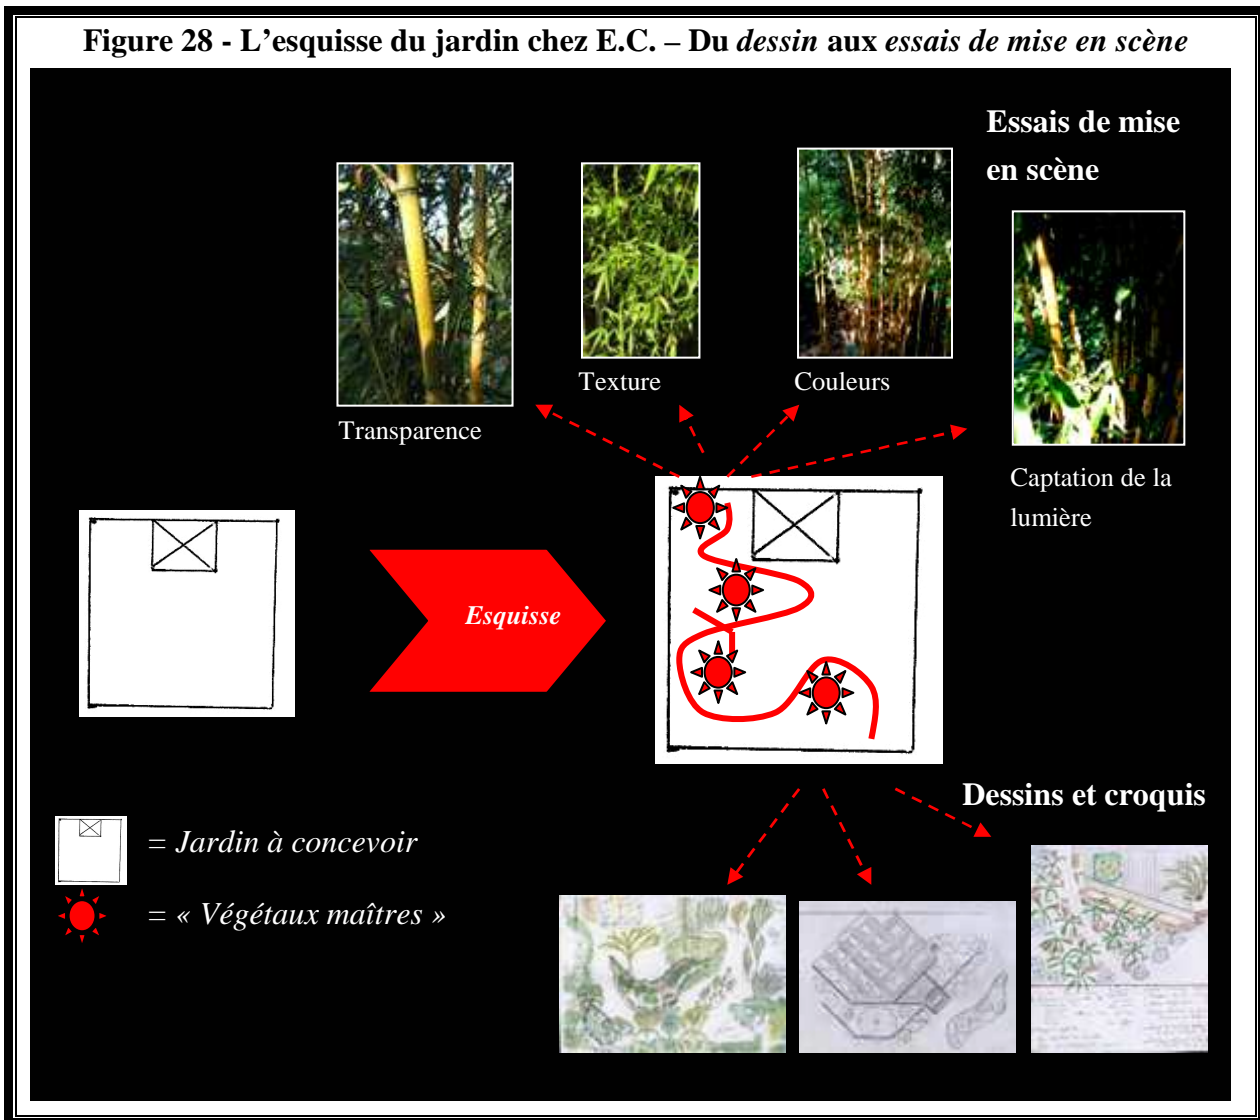 Figure 28 - L’esquisse du jardin chez E.C. – Du dessin aux essais de mise en scène
Essais de mise
en scène
Transparence
Texture
Couleurs
Captation de la
lumière
Esquisse
Dessins et croquis
= Jardin à concevoir
= « Végétaux maîtres »